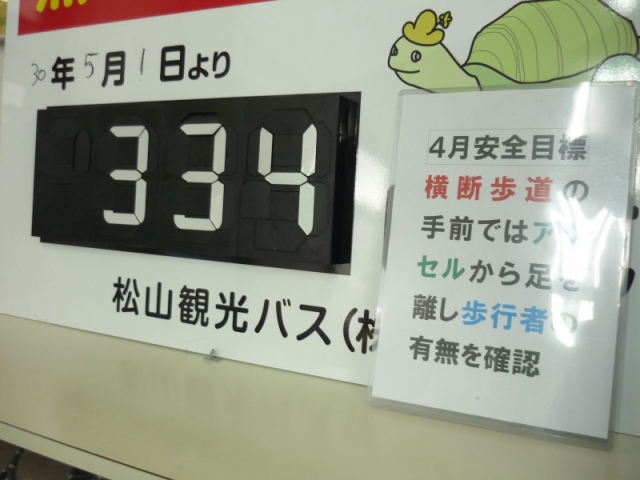 30年5月1日より
334
松山観光バス(株
4月安全目標
横断歩道の
手前ではアク
セルから足を
離し歩行者の
有無を確認